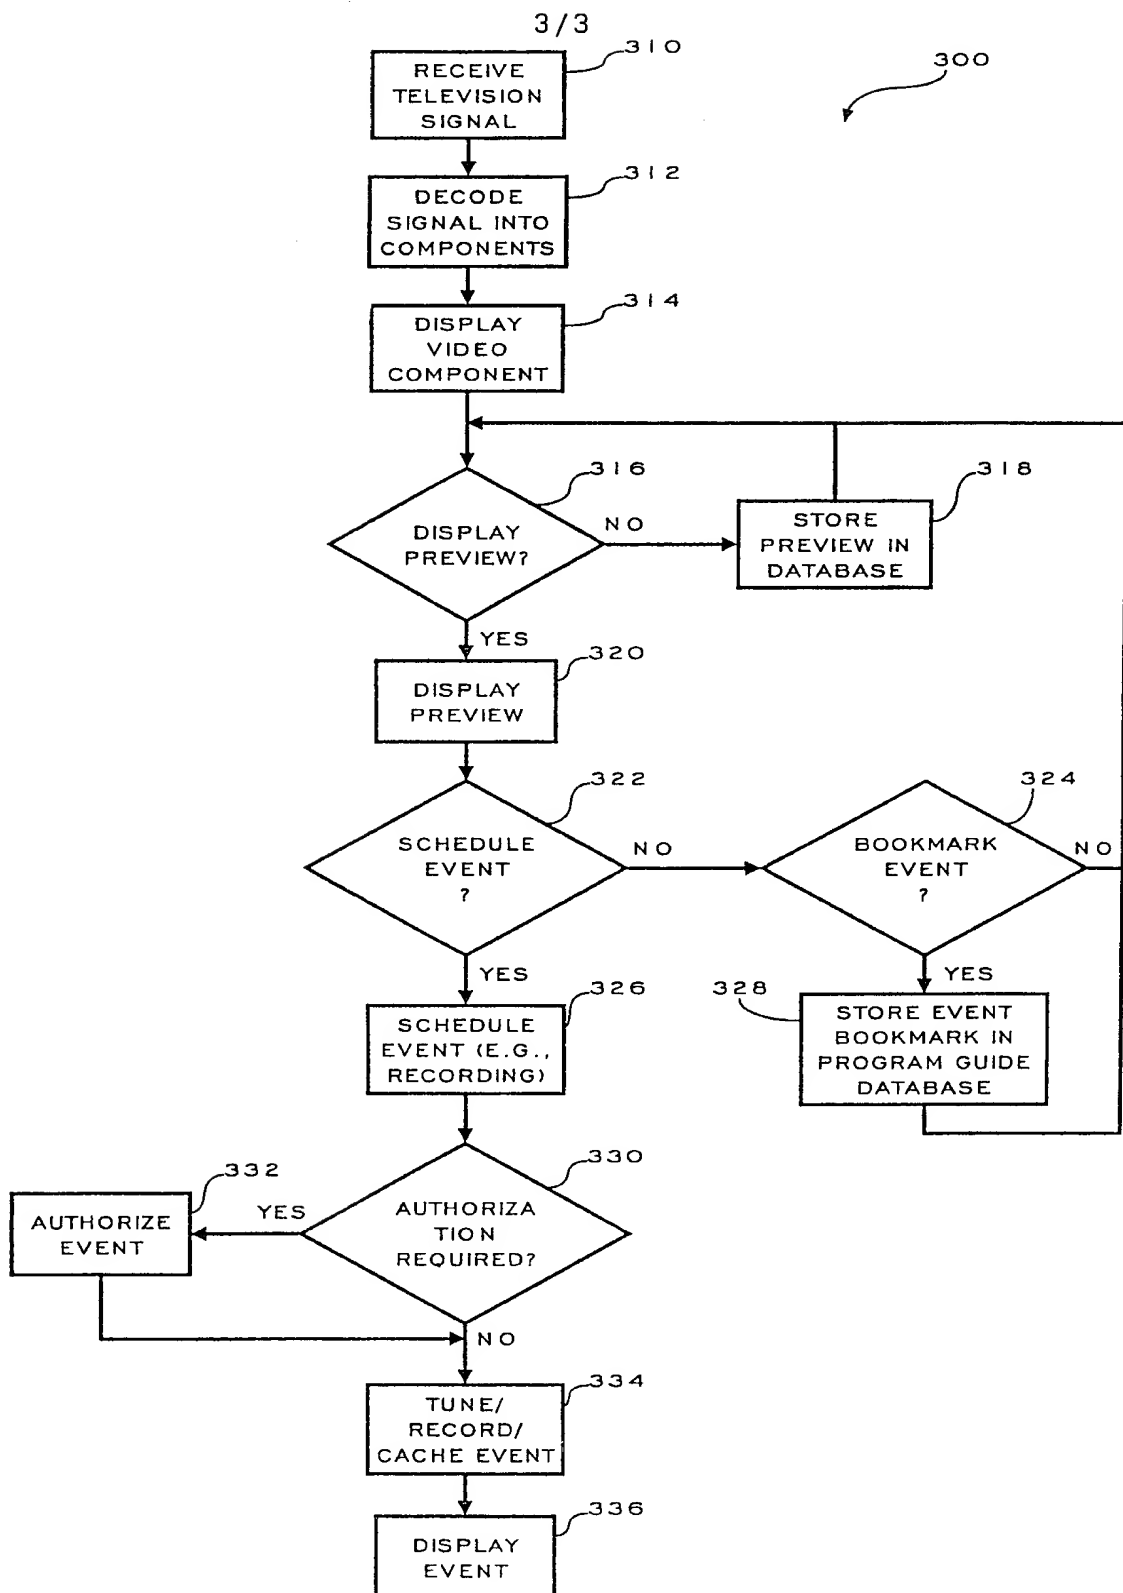 3/3
310
300
RECEIVE
TELEVISION
SIGNAL
312
DECODE
SIGNAL INTO
COMPONENTS
314
DISPLAY
VIDEO
COMPONENT
316
318
DISPLAY
PREVIEW?
NO
STORE
PREVIEW IN
DATABASE
YES
320
DISPLAY
PREVIEW
322
324
SCHEDULE
EVENT
?
NO
BOOKMARK
EVENT
?
NO
YES
YES
326
328
SCHEDULE
EVENT (E.G.,
RECORDING)
STORE EVENT
BOOKMARK IN
PROGRAM GUIDE
DATABASE
330
332
AUTHORIZE
EVENT
YES
AUTHORIZA
TION
REQUIRED?
NO
334
TUNE/
RECORD/
CACHE EVENT
336
DISPLAY
EVENT